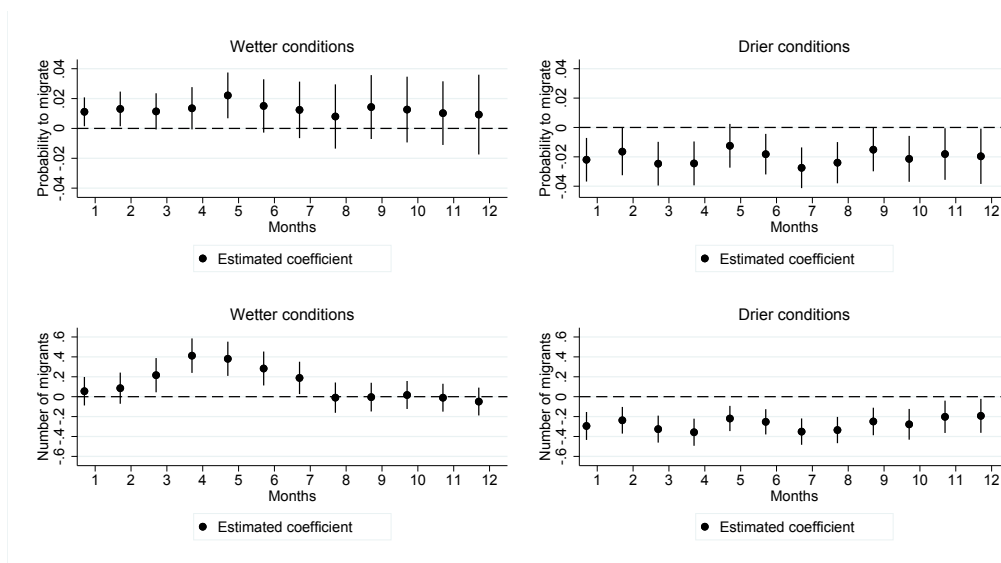 Wetter conditions
Probability to migrate
.04
.02
0
-.02
-.04
1 2 3 4 5 6 7 8 9 10 11 12
Months
Estimated coefficient
Drier conditions
Probability to migrate
.04
.02
0
-.02
-.04
1 2 3 4 5 6 7 8 9 10 11 12
Months
Estimated coefficient
Wetter conditions
Number of migrants
.6
.4
.2
0
-.2
-.4
-.6
1 2 3 4 5 6 7 8 9 10 11 12
Months
Estimated coefficient
Drier conditions
Number of migrants
.6
.4
.2
0
-.2
-.4
-.6
1 2 3 4 5 6 7 8 9 10 11 12
Months
Estimated coefficient